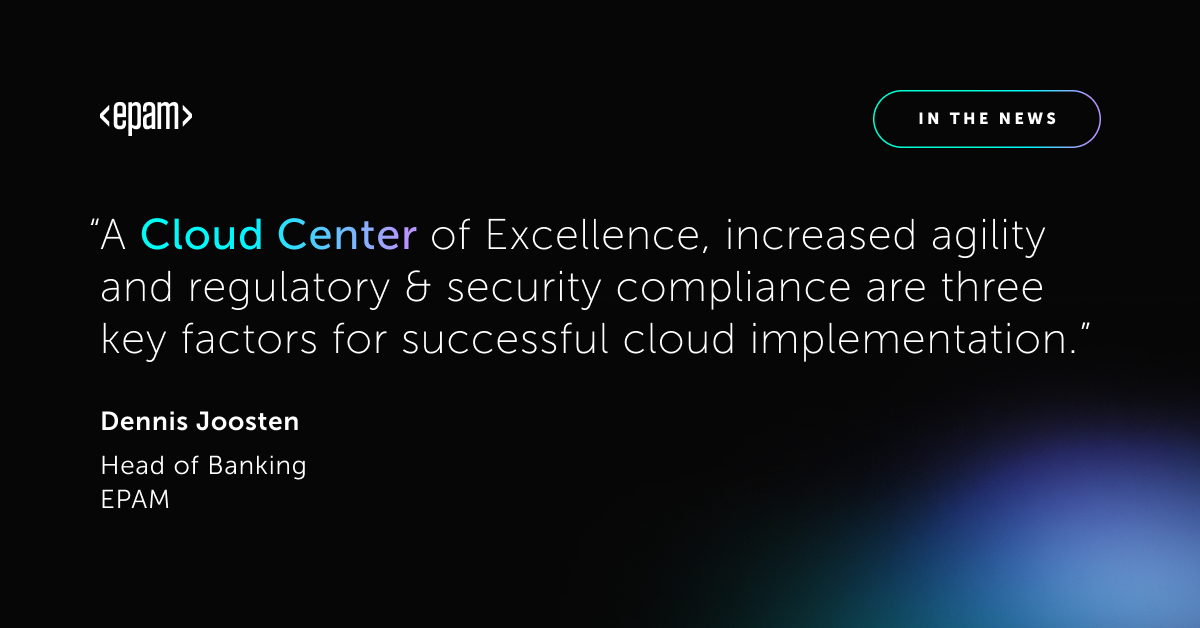 <epam>
IN THE NEWS
“A Cloud Center of Excellence, increased agility
and regulatory & security compliance are three
key factors for successful cloud implementation.”
Dennis Joosten
Head of Banking
EPAM